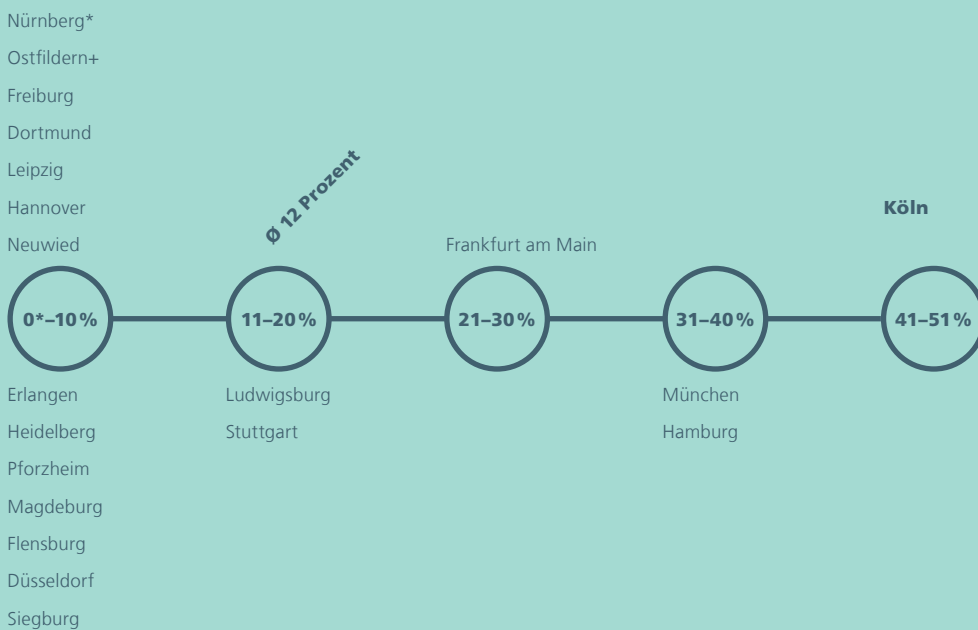 Nürnberg*
Ostfildern+
Freiburg
Dortmund
Leipzig
Hannover
Neuwied
Ø 12 Prozent
Frankfurt am Main
Köln
0*–10 %
11–20 %
21–30 %
31–40 %
41–51 %
Erlangen
Heidelberg
Pforzheim
Magdeburg
Flensburg
Düsseldorf
Siegburg
Ludwigsburg
Stuttgart
München
Hamburg